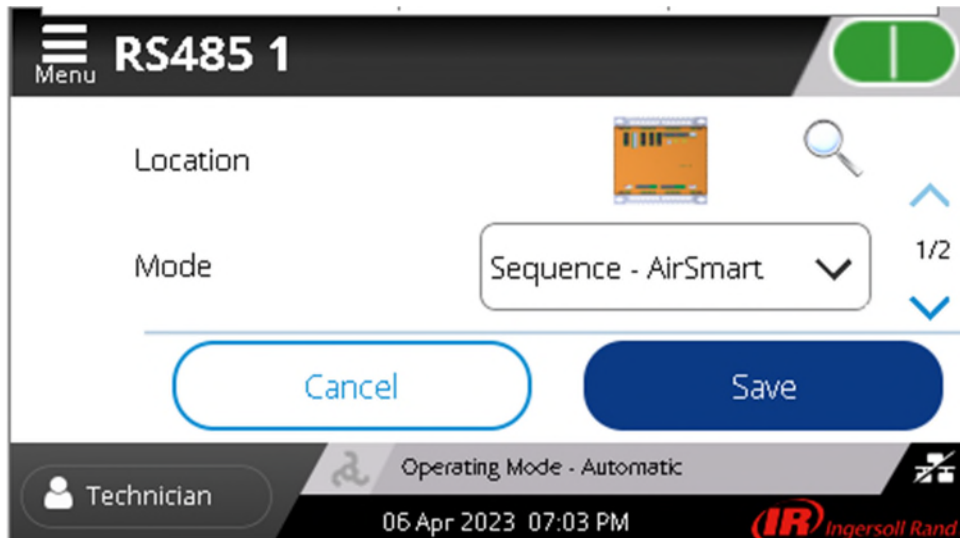 Menu
RS485 1
Location
Mode
Sequence - AirSmart
1/2
Cancel
Save
Technician
Operating Mode - Automatic
06 Apr 2023 07:03 PM
IR Ingersoll Rand